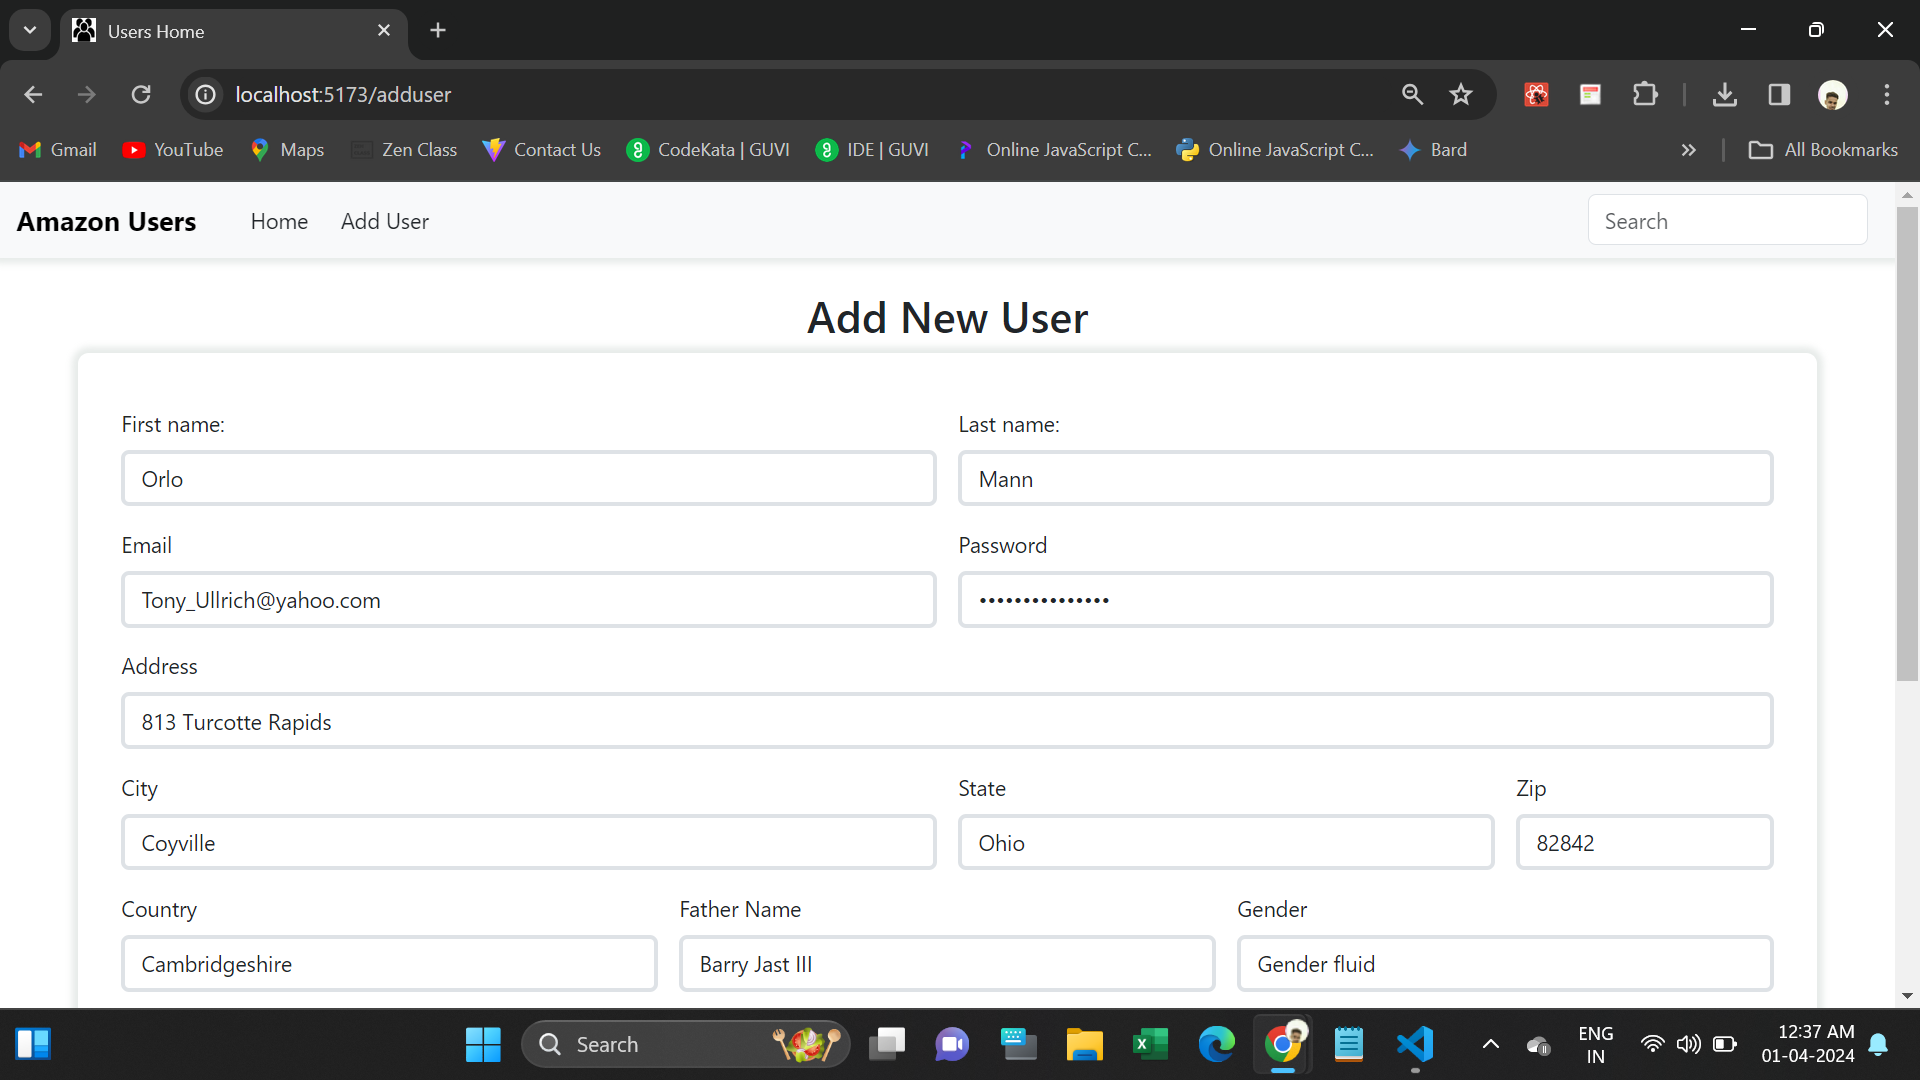 Users Home
localhost:5173/adduser
Gmail YouTube Maps Zen Class Contact Us CodeKata | GUVI IDE | GUVI Online JavaScript C... Online JavaScript C... Bard » All Bookmarks
Amazon Users Home Add User Search
Add New User
First name: Last name:
Orlo Mann
Email Password
Tony_Ullrich@yahoo.com •••••••••••••••
Address
813 Turcotte Rapids
City State Zip
Coyville Ohio 82842
Country Father Name Gender
Cambridgeshire Barry Jast III Gender fluid
Search ENG 12:37 AM
IN 01-04-2024